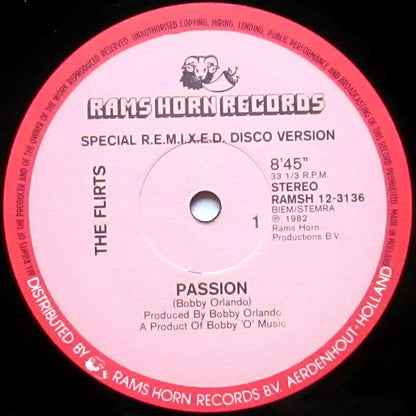 ALL RIGHTS OF THE PRODUCER AND OF THE OWNER OF THE WORK REPRODUCED RESERVED. UNAUTHORISED COPYING, HIRING, LENDING, PUBLIC PERFORMANCE AND BROADCASTING OF THIS RECORD PROHIBITED. MADE IN HOLLAND
RAMS HORN RECORDS
SPECIAL R.E.M.I.X.E.D. DISCO VERSION
THE FLIRTS
8'45"
33 1/3 R.P.M.
STEREO
RAMSH 12-3136
BIEM/STEMRA
1
℗ 1982
Rams Horn
Productions B.V.
PASSION
(Bobby Orlando)
Produced By Bobby Orlando
A Product Of Bobby 'O' Music
DISTRIBUTED BY RAMS HORN RECORDS B.V. AERDENHOUT-HOLLAND